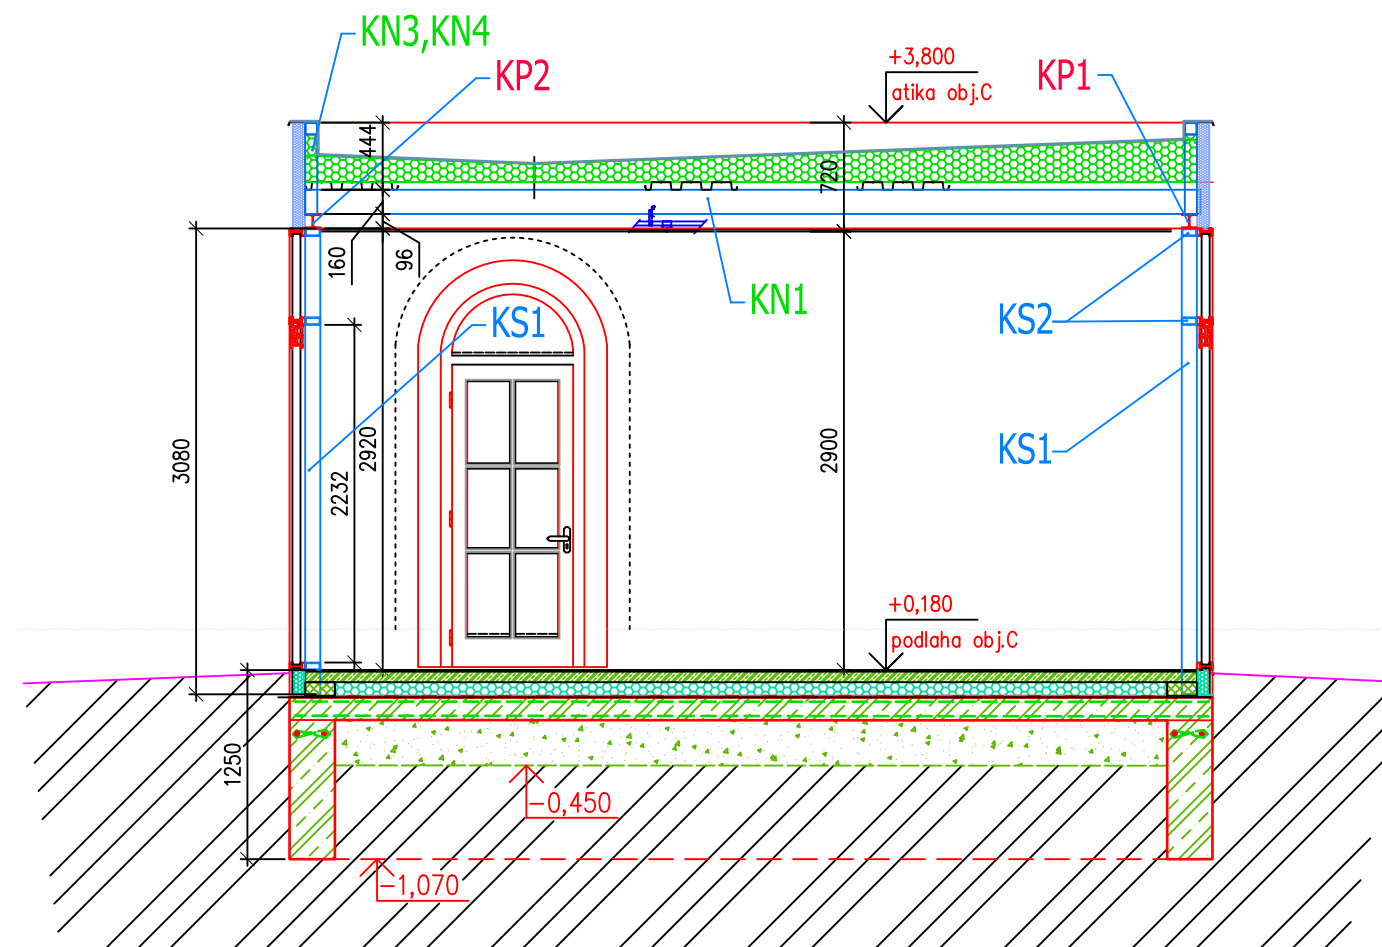 KN3,KN4
+3,800
KP2
KP1
atika obj.C
444
720
160
96
KN1
KS1
KS2
2920
2900
3080
KS1
2232
+0,180
podlaha obj.C
1250
-0,450
-1,070